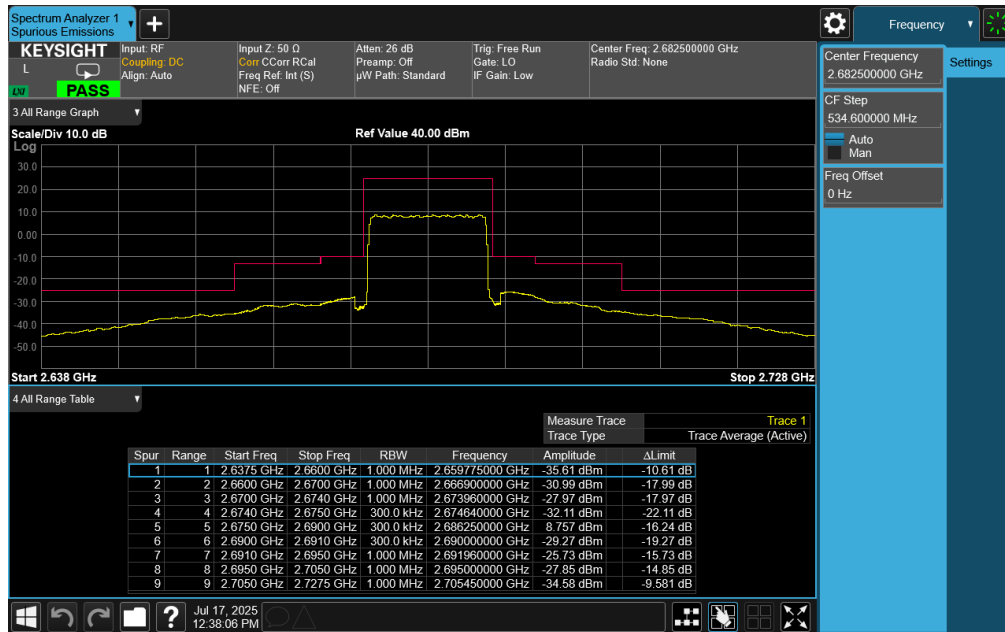 Spectrum Analyzer 1
Spurious Emissions
Frequency
KEYSIGHT
L
LXI
PASS
Input: RF
Coupling: DC
Align: Auto
Input Z: 50 Ω
Corr CCorr RCal
Freq Ref: Int (S)
NFE: Off
Atten: 26 dB
Preamp: Off
µW Path: Standard
Trig: Free Run
Gate: LO
IF Gain: Low
Center Freq: 2.682500000 GHz
Radio Std: None
Center Frequency
2.682500000 GHz
Settings
CF Step
534.600000 MHz
Auto
Man
Freq Offset
0 Hz
3 All Range Graph
Scale/Div 10.0 dB
Ref Value 40.00 dBm
Log
30.0
20.0
10.0
0.00
-10.0
-20.0
-30.0
-40.0
-50.0
Start 2.638 GHz
Stop 2.728 GHz
4 All Range Table
Measure Trace Trace 1
Trace Type Trace Average (Active)
Spur Range Start Freq Stop Freq RBW Frequency Amplitude ΔLimit
1 1 2.6375 GHz 2.6600 GHz 1.000 MHz 2.659775000 GHz -35.61 dBm -10.61 dB
2 2 2.6600 GHz 2.6700 GHz 1.000 MHz 2.666900000 GHz -30.99 dBm -17.99 dB
3 3 2.6700 GHz 2.6740 GHz 1.000 MHz 2.673960000 GHz -27.97 dBm -17.97 dB
4 4 2.6740 GHz 2.6750 GHz 300.0 kHz 2.674640000 GHz -32.11 dBm -22.11 dB
5 5 2.6750 GHz 2.6900 GHz 300.0 kHz 2.686250000 GHz 8.757 dBm -16.24 dB
6 6 2.6900 GHz 2.6910 GHz 300.0 kHz 2.690000000 GHz -29.27 dBm -19.27 dB
7 7 2.6910 GHz 2.6950 GHz 1.000 MHz 2.691960000 GHz -25.73 dBm -15.73 dB
8 8 2.6950 GHz 2.7050 GHz 1.000 MHz 2.695000000 GHz -27.85 dBm -14.85 dB
9 9 2.7050 GHz 2.7275 GHz 1.000 MHz 2.705450000 GHz -34.58 dBm -9.581 dB
?
Jul 17, 2025
12:38:06 PM